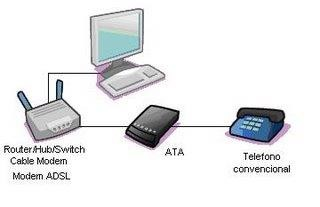 Router/Hub/Switch
Cable Modem
Modem ADSL
ATA
Telefono
convencional